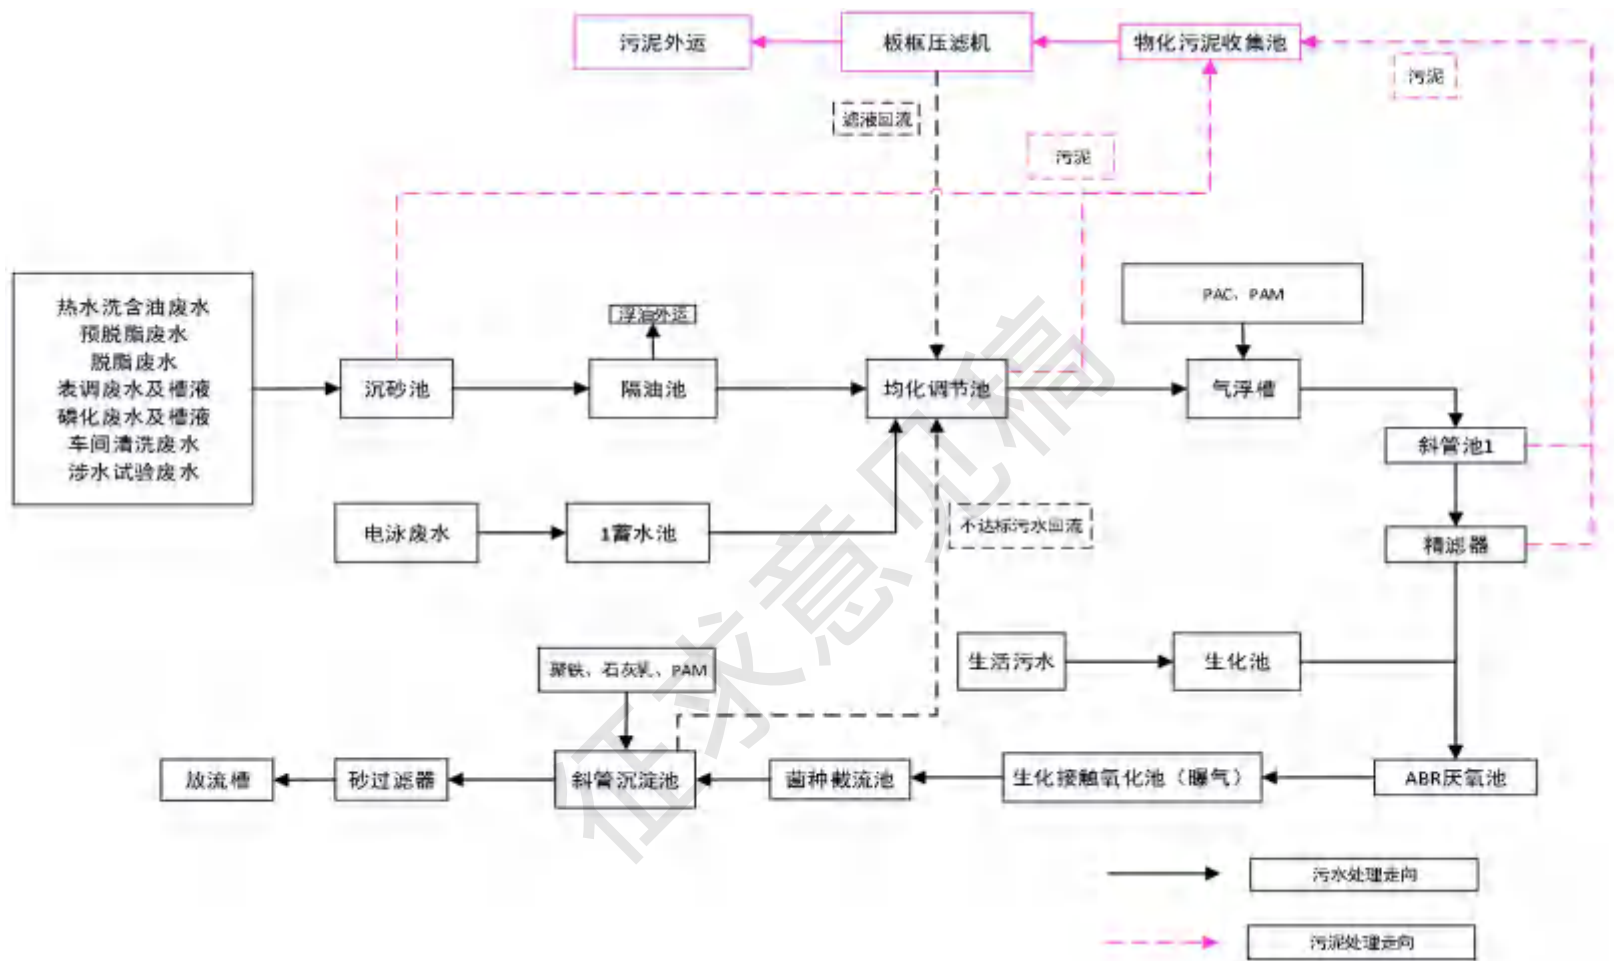 污泥外运
板框压滤机
物化污泥收集池
污泥
滤液回流
污泥
热水洗含油废水
预脱脂废水
脱脂废水
表调废水及槽液
磷化废水及槽液
车间清洗废水
涉水试验废水
浮油外运
PAC、PAM
沉砂池
隔油池
均化调节池
气浮槽
斜管池1
电泳废水
1蓄水池
不达标污水回流
精滤器
生活污水
生化池
聚铁、石灰乳、PAM
放流槽
砂过滤器
斜管沉淀池
菌种截流池
生化接触氧化池（曝气）
ABR厌氧池
污水处理走向
污泥处理走向
征求意见稿